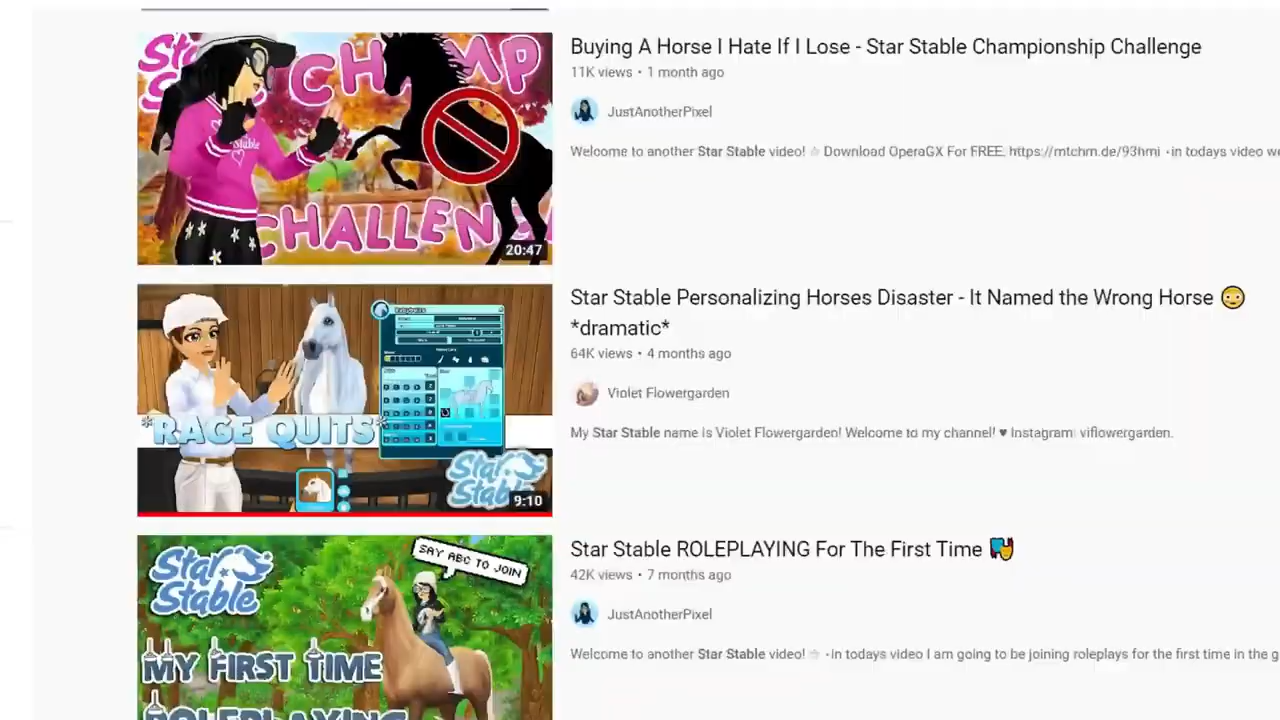 Star Stable
CHAMP
Stable
CHALLENG
20:47
Buying A Horse I Hate If I Lose - Star Stable Championship Challenge
11K views • 1 month ago
JustAnotherPixel
Welcome to another Star Stable video! ☆ Download OperaGX For FREE. https://mtchm.de/93hmi •in todays video we
*RAGE QUITS*
Star Stable
9:10
Star Stable Personalizing Horses Disaster - It Named the Wrong Horse 😳
*dramatic*
64K views • 4 months ago
Violet Flowergarden
My Star Stable name is Violet Flowergarden! Welcome to my channel! ♥ Instagram: viflowergarden.
Star
Stable
SAY ABC TO JOIN
MY FIRST TIME
ROLEPLAYING
Star Stable ROLEPLAYING For The First Time 🎭
42K views • 7 months ago
JustAnotherPixel
Welcome to another Star Stable video! ☆ •in todays video I am going to be joining roleplays for the first time in the g